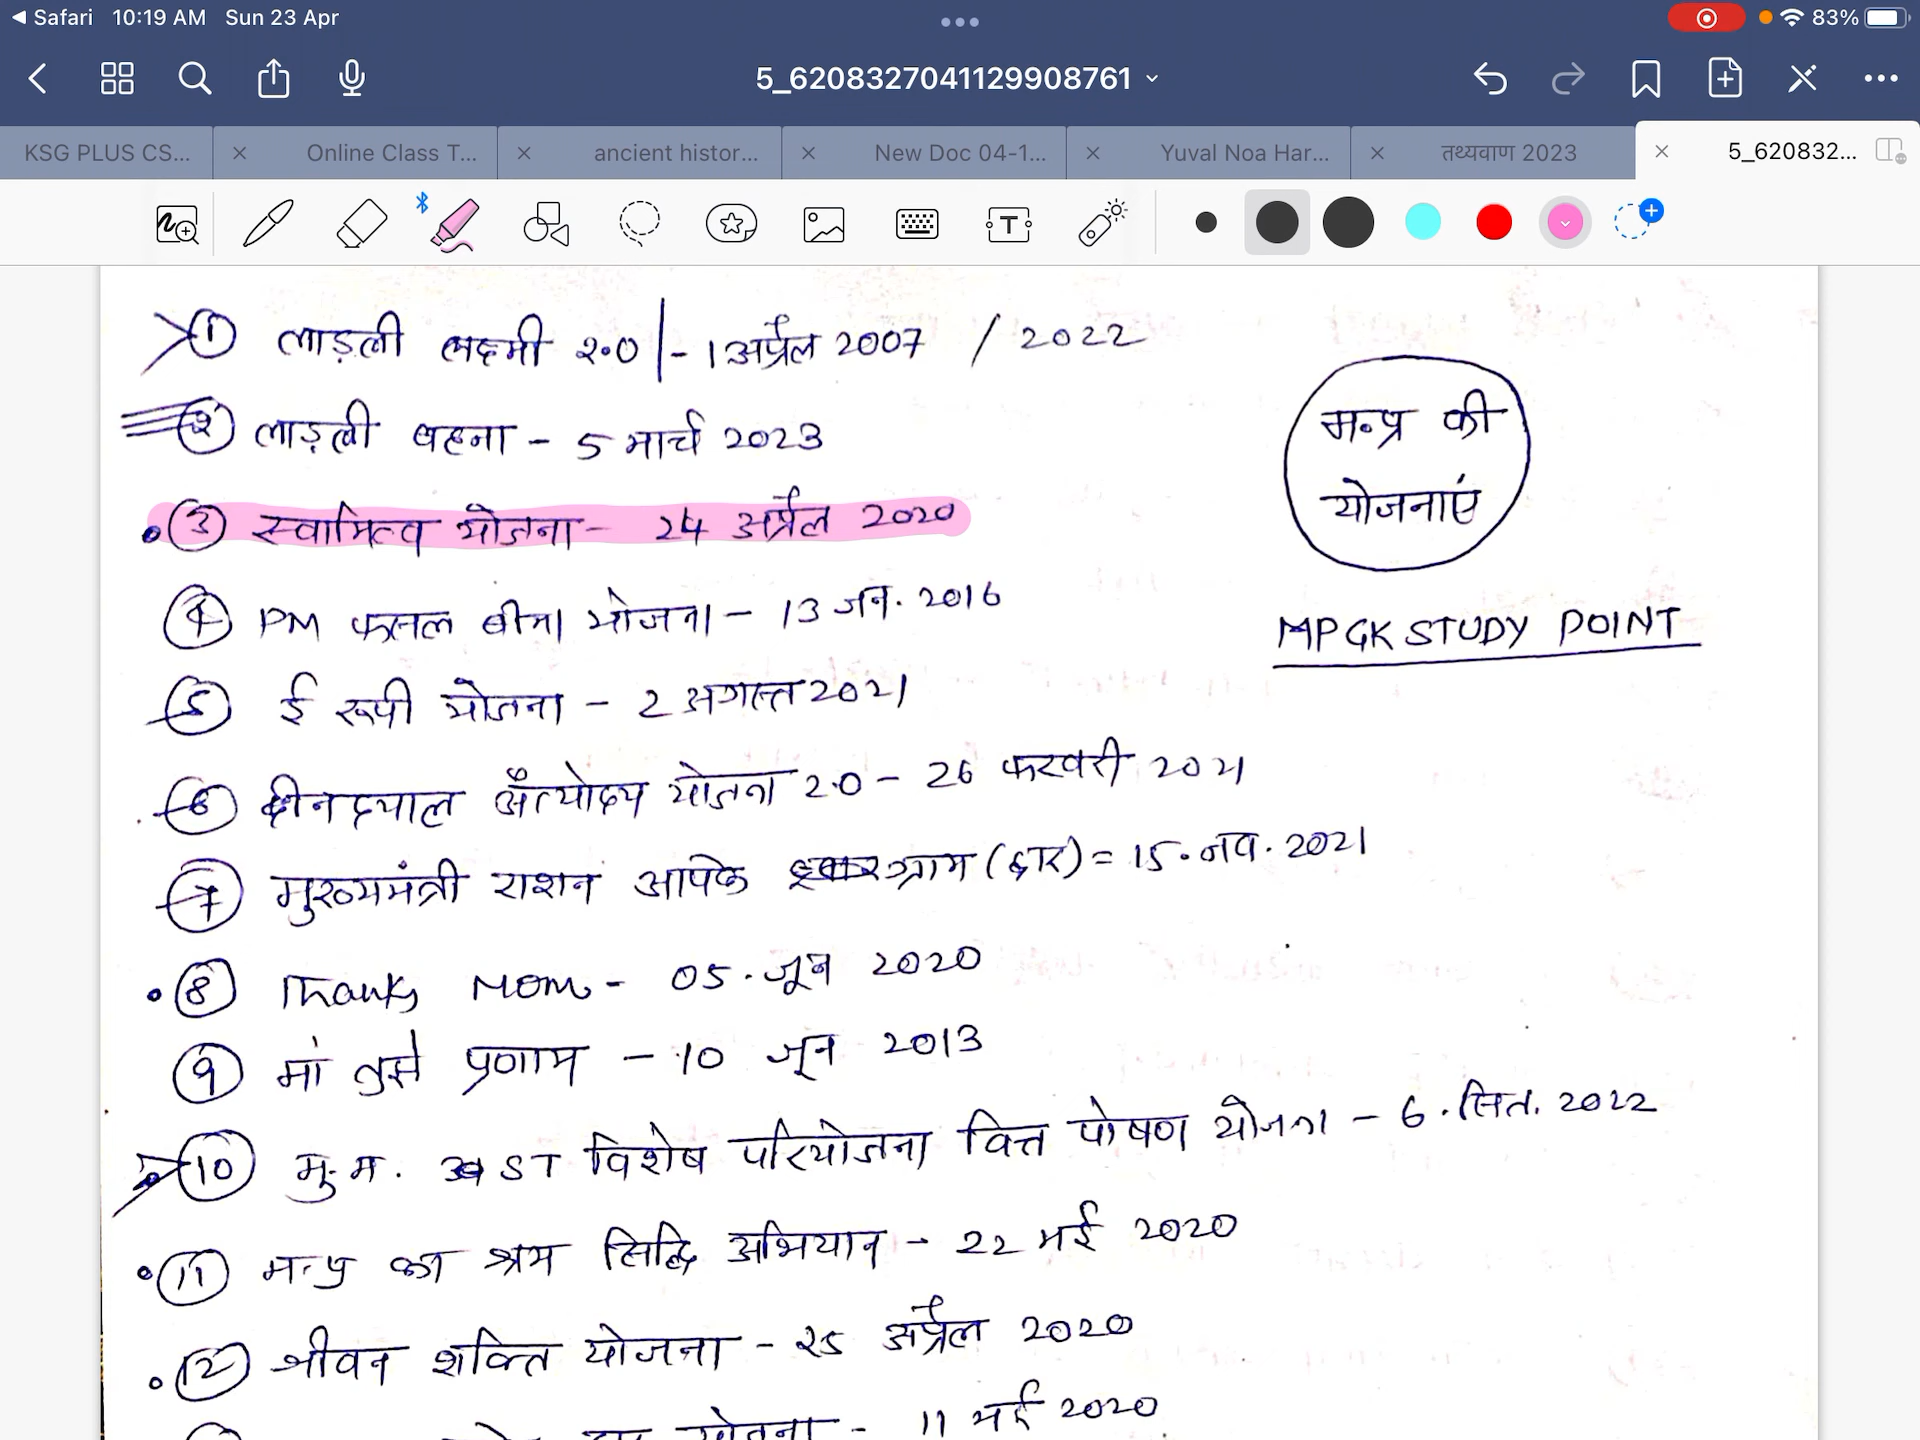 Safari 10:19 AM Sun 23 Apr 83%
5_6208327041129908761
KSG PLUS CS... Online Class T... ancient histor... New Doc 04-1... Yuval Noa Har... तथ्यवाण 2023 5_620832...
① लाड़ली लक्ष्मी 2.0 - 1 अप्रैल 2007 / 2022
② लाड़ली बहना - 5 मार्च 2023
③ स्वामित्व योजना - 24 अप्रैल 2020
④ PM फसल बीमा योजना - 13 जन. 2016
⑤ ई रूपी योजना - 2 अगस्त 2021
⑥ दीनदयाल अँत्योदय योजना 2.0 - 26 फरवरी 2021
⑦ मुख्यमंत्री राशन आपके ग्राम (द्वार) = 15. नव. 2021
⑧ Thanks Mom - 05. जून 2020
⑨ मां तुझे प्रणाम - 10 जून 2013
⑩ मु.म. ST विशेष परियोजना वित्त पोषण योजना - 6. सित. 2022
⑪ म.प्र का श्रम सिद्धि अभियान - 22 मई 2020
⑫ जीवन शक्ति योजना - 25 अप्रैल 2020
योजना - 11 मई 2020
म.प्र की
योजनाएं
MPGK STUDY POINT